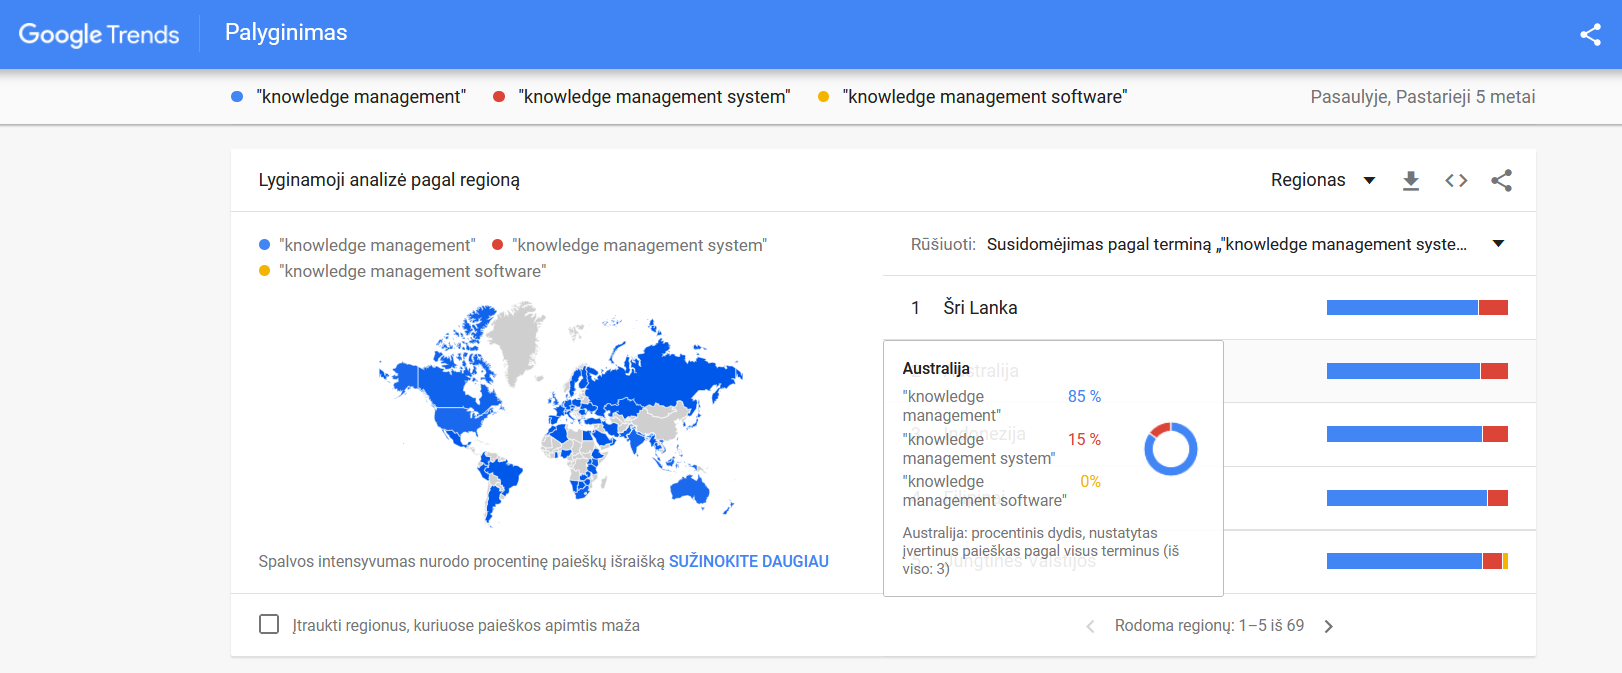 Google Trends
Palyginimas
"knowledge management"
"knowledge management system"
"knowledge management software"
Pasaulyje, Pastarieji 5 metai
Lyginamoji analizė pagal regioną
Regionas
"knowledge management"
"knowledge management system"
"knowledge management software"
Rūšiuoti: Susidomėjimas pagal terminą „"knowledge management syste...
1 Šri Lanka
Australija
"knowledge
management"
85 %
"knowledge
management system"
15 %
"knowledge
management software"
0%
Australija: procentinis dydis, nustatytas
įvertinus paieškas pagal visus terminus (iš
viso: 3)
Indonezija
Spalvos intensyvumas nurodo procentinę paieškų išraišką SUŽINOKITE DAUGIAU
Įtraukti regionus, kuriuose paieškos apimtis maža
Rodoma regionų: 1–5 iš 69